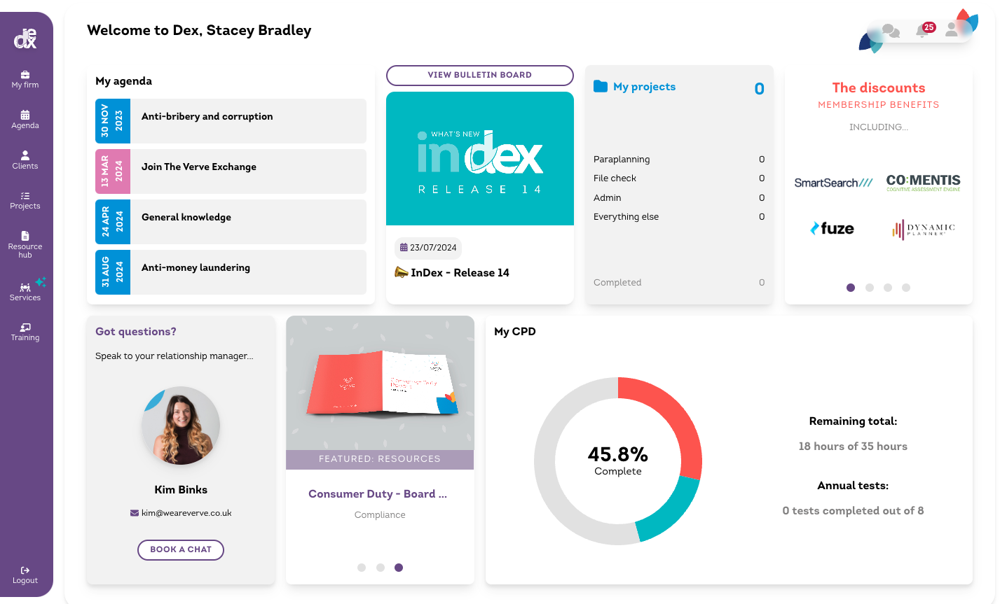 dex
My firm
Agenda
Clients
Projects
Resource
hub
Services
Training
Logout
Welcome to Dex, Stacey Bradley
25
My agenda
30 NOV
2023
Anti-bribery and corruption
13 MAR
2024
Join The Verve Exchange
24 APR
2024
General knowledge
31 AUG
2024
Anti-money laundering
VIEW BULLETIN BOARD
WHAT'S NEW
index
RELEASE 14
23/07/2024
InDex - Release 14
My projects 0
Paraplanning 0
File check 0
Admin 0
Everything else 0
Completed 0
The discounts
MEMBERSHIP BENEFITS
INCLUDING...
SmartSearch///
CO:MENTIS
COGNITIVE ASSESSMENT ENGINE
fuze
DYNAMIC
PLANNER
Got questions?
Speak to your relationship manager...
Kim Binks
kim@weareverve.co.uk
BOOK A CHAT
Consumer Duty
FEATURED: RESOURCES
Consumer Duty - Board ...
Compliance
My CPD
45.8%
Complete
Remaining total:
18 hours of 35 hours
Annual tests:
0 tests completed out of 8